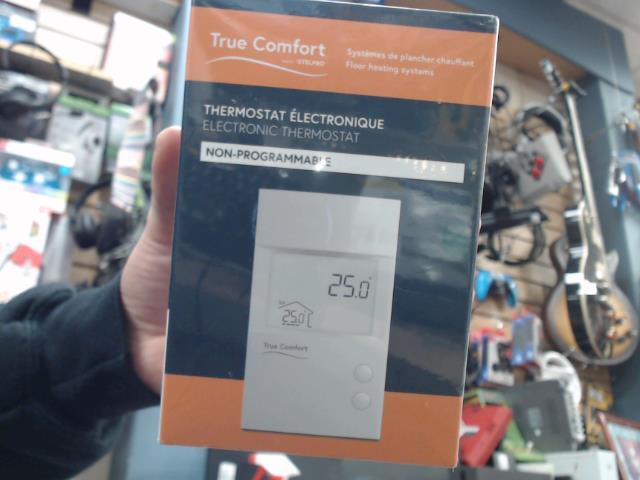 True Comfort
STELPRO
Systèmes de plancher chauffant
Floor heating systems
THERMOSTAT ÉLECTRONIQUE
ELECTRONIC THERMOSTAT
NON-PROGRAMMABLE
25.0°
25.0°C
True Comfort